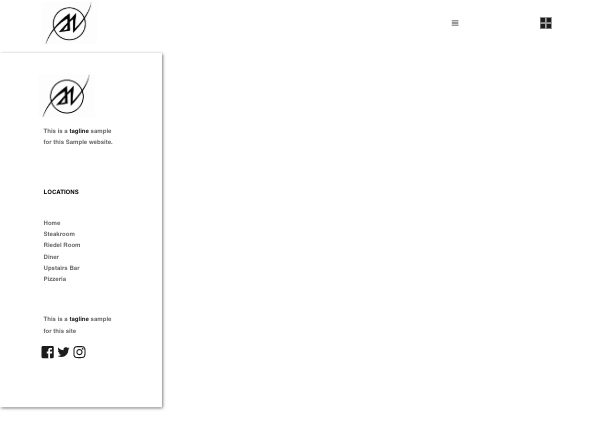 This is a tagline sample
for this Sample website.
LOCATIONS
Home
Steakroom
Riedel Room
Diner
Upstairs Bar
Pizzeria
This is a tagline sample
for this site